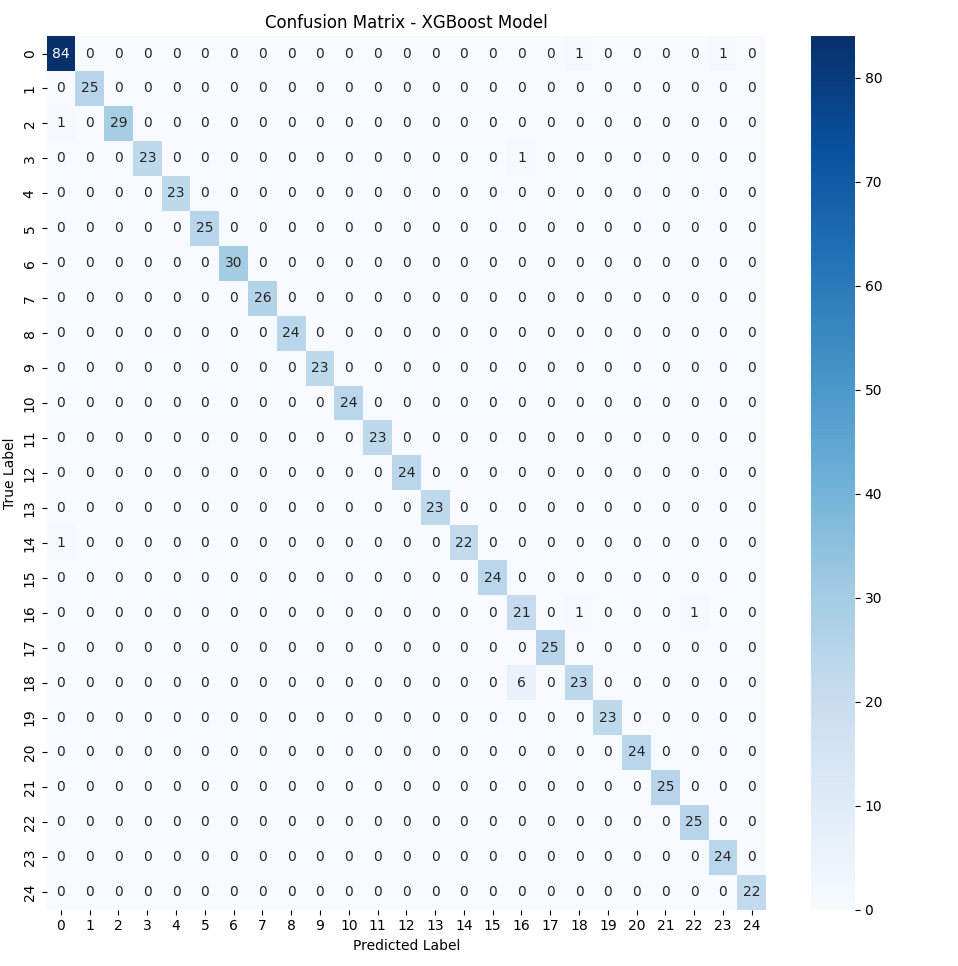 Confusion Matrix - XGBoost Model
0 84 0 0 0 0 0 0 0 0 0 0 0 0 0 0 0 0 0 1 0 0 0 0 1 0
1 0 25 0 0 0 0 0 0 0 0 0 0 0 0 0 0 0 0 0 0 0 0 0 0 0
2 1 0 29 0 0 0 0 0 0 0 0 0 0 0 0 0 0 0 0 0 0 0 0 0 0
3 0 0 0 23 0 0 0 0 0 0 0 0 0 0 0 0 1 0 0 0 0 0 0 0 0
4 0 0 0 0 23 0 0 0 0 0 0 0 0 0 0 0 0 0 0 0 0 0 0 0 0
5 0 0 0 0 0 25 0 0 0 0 0 0 0 0 0 0 0 0 0 0 0 0 0 0 0
6 0 0 0 0 0 0 30 0 0 0 0 0 0 0 0 0 0 0 0 0 0 0 0 0 0
7 0 0 0 0 0 0 0 26 0 0 0 0 0 0 0 0 0 0 0 0 0 0 0 0 0
8 0 0 0 0 0 0 0 0 24 0 0 0 0 0 0 0 0 0 0 0 0 0 0 0 0
9 0 0 0 0 0 0 0 0 0 23 0 0 0 0 0 0 0 0 0 0 0 0 0 0 0
10 0 0 0 0 0 0 0 0 0 0 24 0 0 0 0 0 0 0 0 0 0 0 0 0 0
11 0 0 0 0 0 0 0 0 0 0 0 23 0 0 0 0 0 0 0 0 0 0 0 0 0
12 0 0 0 0 0 0 0 0 0 0 0 0 24 0 0 0 0 0 0 0 0 0 0 0 0
13 0 0 0 0 0 0 0 0 0 0 0 0 0 23 0 0 0 0 0 0 0 0 0 0 0
14 1 0 0 0 0 0 0 0 0 0 0 0 0 0 22 0 0 0 0 0 0 0 0 0 0
15 0 0 0 0 0 0 0 0 0 0 0 0 0 0 0 24 0 0 0 0 0 0 0 0 0
16 0 0 0 0 0 0 0 0 0 0 0 0 0 0 0 0 21 0 1 0 0 0 1 0 0
17 0 0 0 0 0 0 0 0 0 0 0 0 0 0 0 0 0 25 0 0 0 0 0 0 0
18 0 0 0 0 0 0 0 0 0 0 0 0 0 0 0 0 6 0 23 0 0 0 0 0 0
19 0 0 0 0 0 0 0 0 0 0 0 0 0 0 0 0 0 0 0 23 0 0 0 0 0
20 0 0 0 0 0 0 0 0 0 0 0 0 0 0 0 0 0 0 0 0 24 0 0 0 0
21 0 0 0 0 0 0 0 0 0 0 0 0 0 0 0 0 0 0 0 0 0 25 0 0 0
22 0 0 0 0 0 0 0 0 0 0 0 0 0 0 0 0 0 0 0 0 0 0 25 0 0
23 0 0 0 0 0 0 0 0 0 0 0 0 0 0 0 0 0 0 0 0 0 0 0 24 0
24 0 0 0 0 0 0 0 0 0 0 0 0 0 0 0 0 0 0 0 0 0 0 0 0 22
0 1 2 3 4 5 6 7 8 9 10 11 12 13 14 15 16 17 18 19 20 21 22 23 24
Predicted Label
True Label
80
70
60
50
40
30
20
10
0